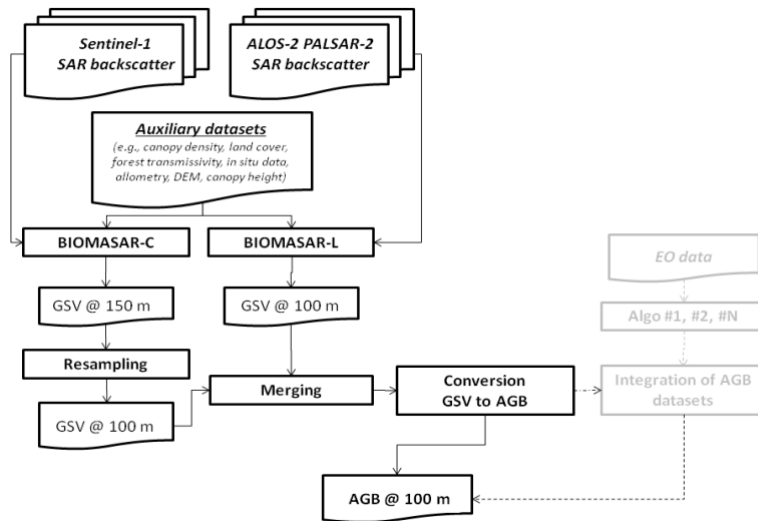 Sentinel-1
SAR backscatter
ALOS-2 PALSAR-2
SAR backscatter
Auxiliary datasets
(e.g., canopy density, land cover,
forest transmissivity, in situ data,
allometry, DEM, canopy height)
BIOMASAR-C
BIOMASAR-L
EO data
GSV @ 150 m
GSV @ 100 m
Algo #1, #2, #N
Resampling
Merging
Conversion
GSV to AGB
Integration of AGB
datasets
GSV @ 100 m
AGB @ 100 m